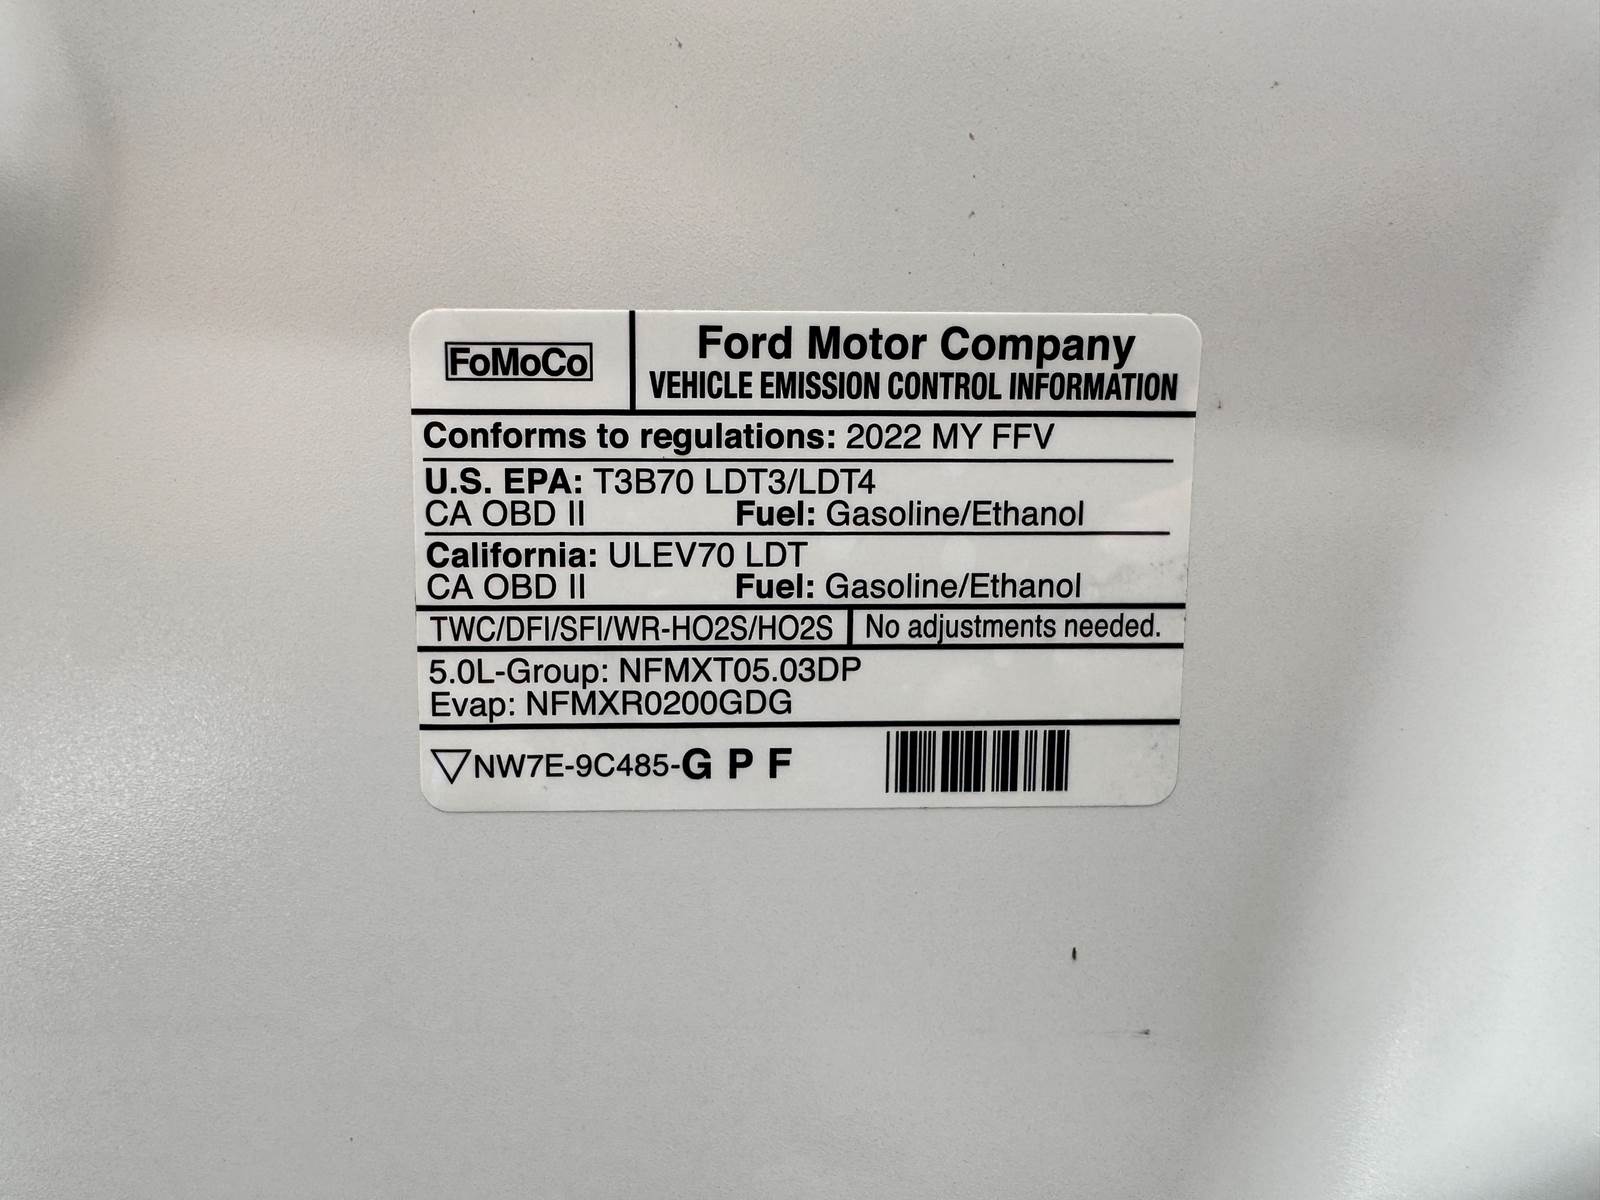 FoMoCo
Ford Motor Company
VEHICLE EMISSION CONTROL INFORMATION
Conforms to regulations: 2022 MY FFV
U.S. EPA: T3B70 LDT3/LDT4
CA OBD II Fuel: Gasoline/Ethanol
California: ULEV70 LDT
CA OBD II Fuel: Gasoline/Ethanol
TWC/DFI/SFI/WR-HO2S/HO2S No adjustments needed.
5.0L-Group: NFMXT05.03DP
Evap: NFMXR0200GDG
NW7E-9C485-G P F